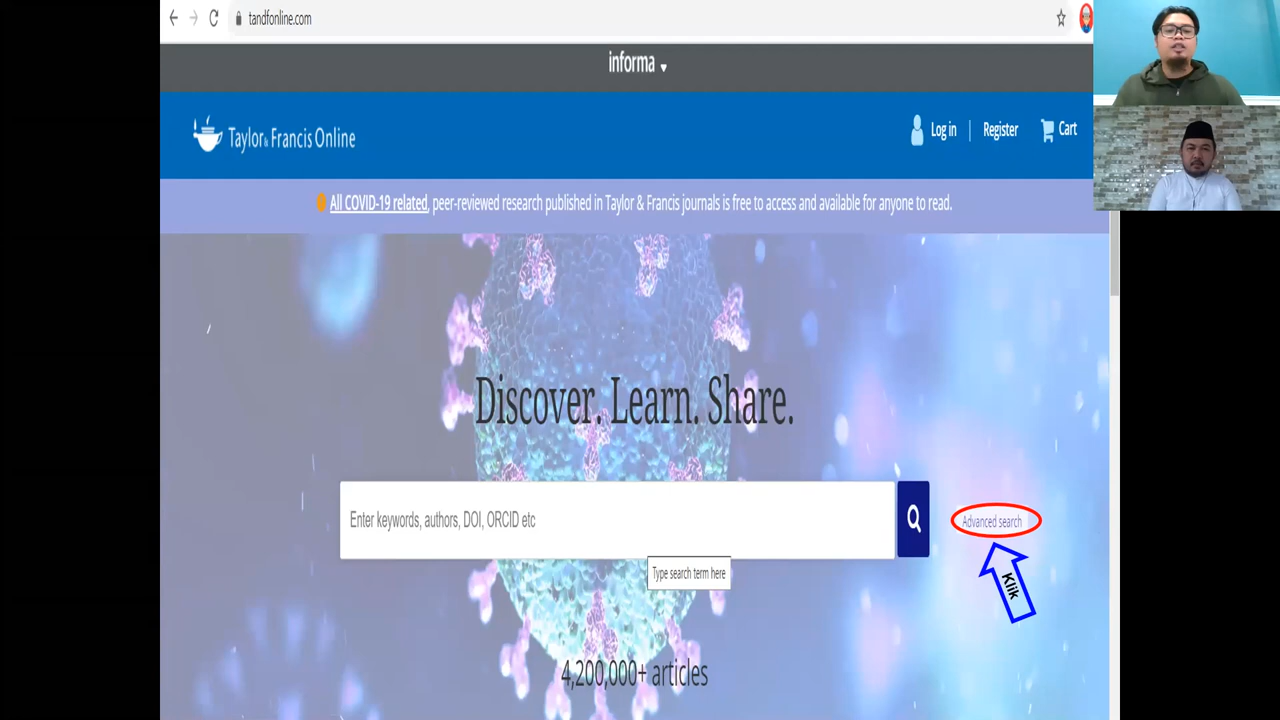 tandfonline.com
informa
Taylor & Francis Online
Log in
Register
Cart
All COVID-19 related, peer-reviewed research published in Taylor & Francis journals is free to access and available for anyone to read.
Discover. Learn. Share.
Enter keywords, authors, DOI, ORCID etc
Advanced search
Type search term here
Klik
4,200,000+ articles